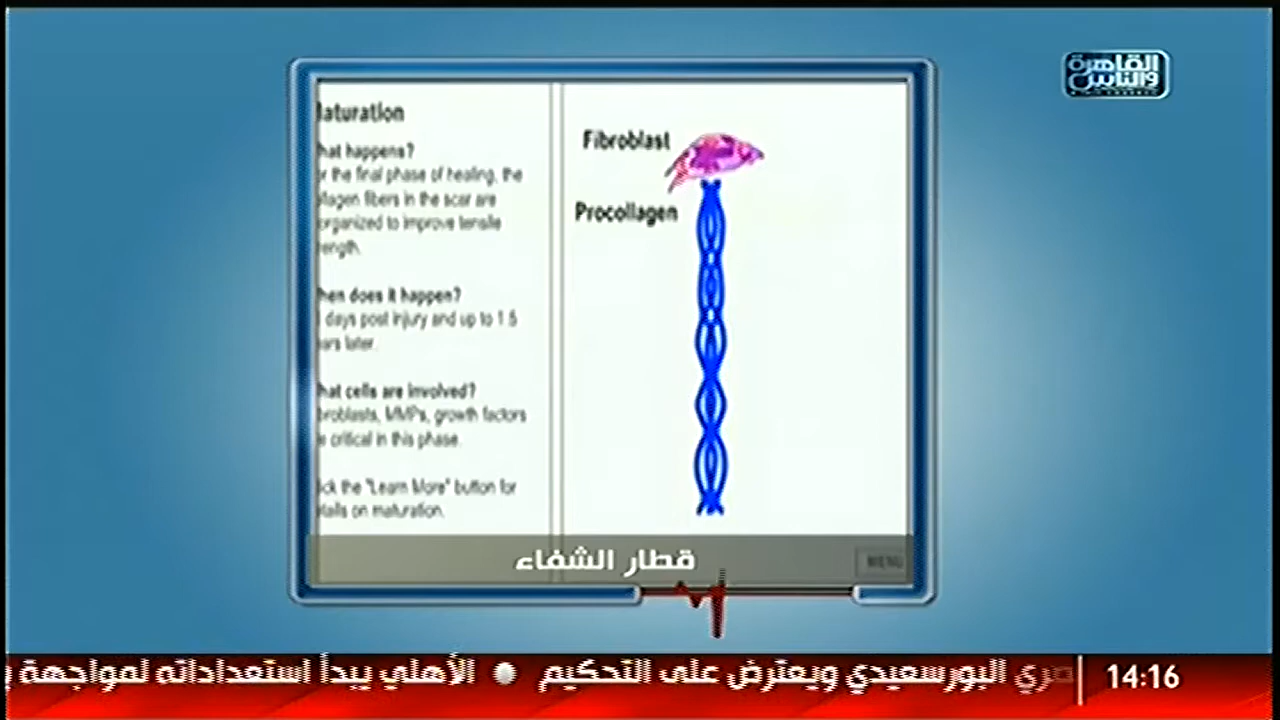 القاهرة
والناس
aturation
hat happens?
r the final phase of healing, the
llagen fibers in the scar are
organized to improve tensile
rength.
hen does it happen?
days post injury and up to 1.5
ars later.
hat cells are involved?
broblasts, MMPs, growth factors
e critical in this phase.
ick the "Learn More" button for
tails on maturation.
Fibroblast
Procollagen
MENU
قطار الشفاء
صري البورسعيدي ويعترض على التحكيم ● الأهلي يبدأ استعداداته لمواجهة
14:16